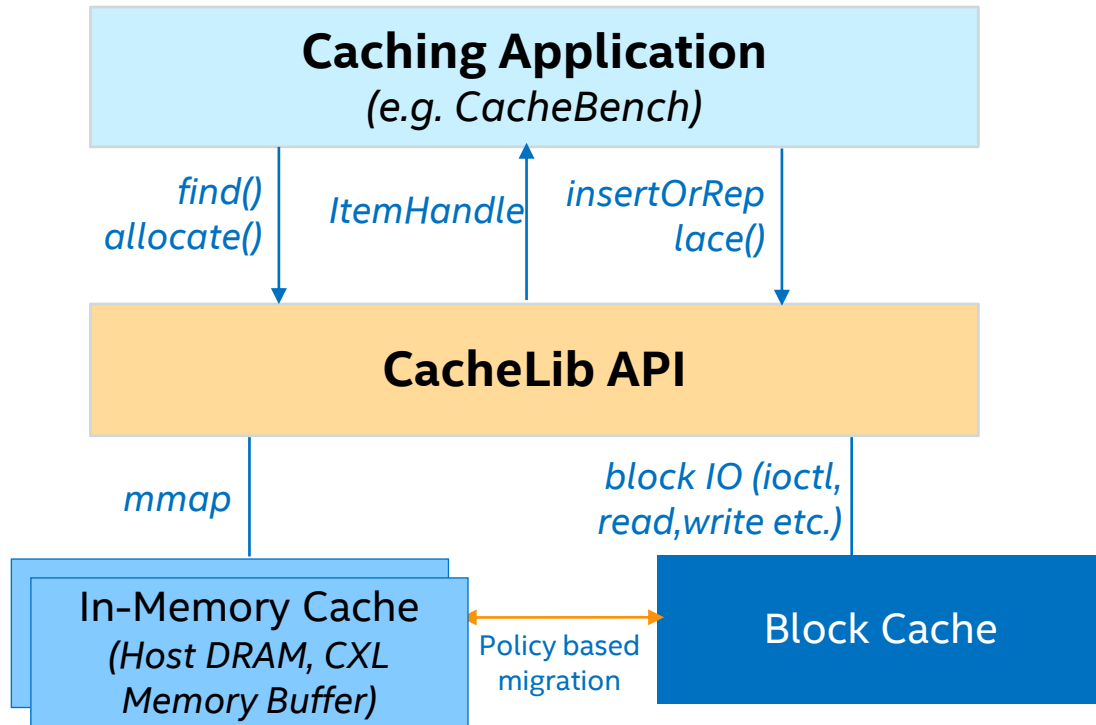 Caching Application
(e.g. CacheBench)
find()
allocate()
ItemHandle
insertOrRep
lace()
CacheLib API
mmap
block IO (ioctl,
read,write etc.)
In-Memory Cache
(Host DRAM, CXL
Memory Buffer)
Policy based
migration
Block Cache